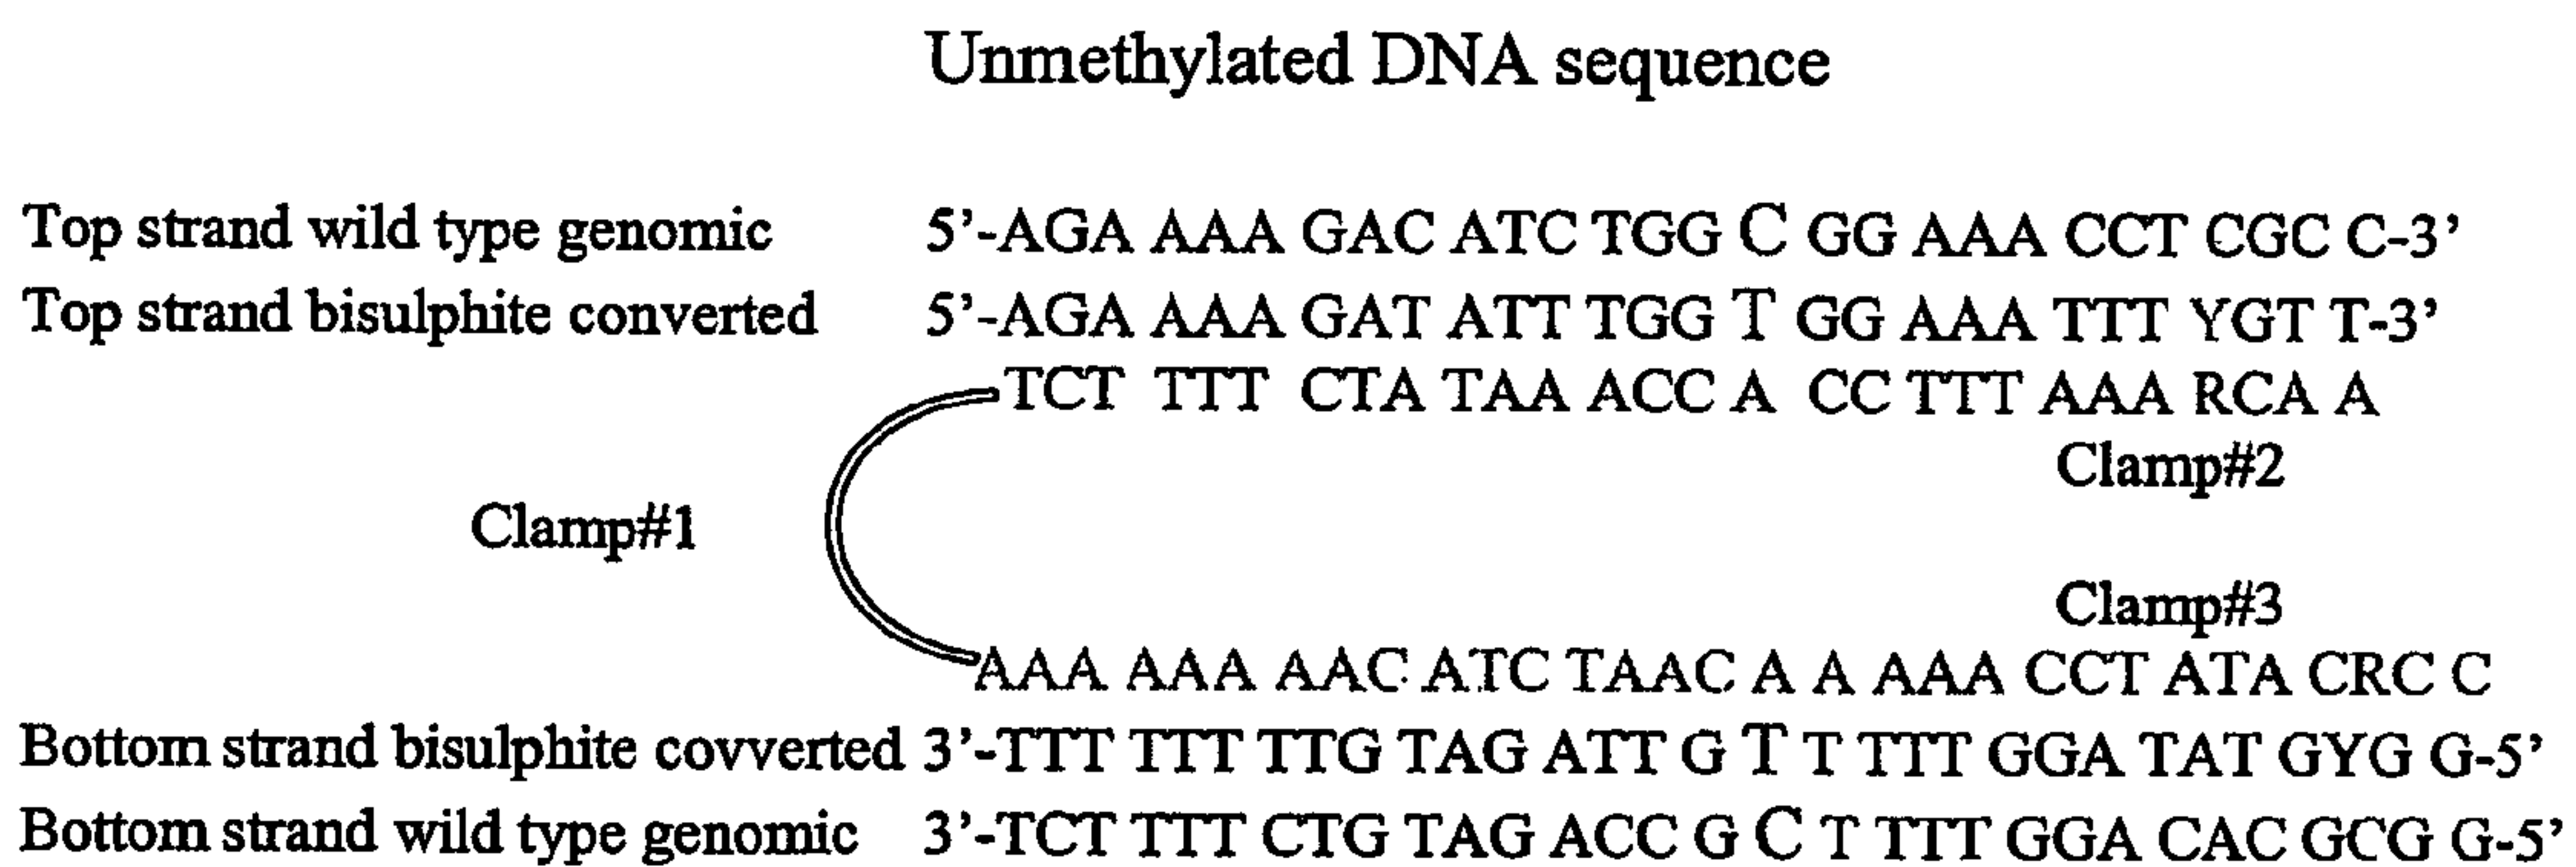 Unmethylated DNA sequence
Top strand wild type genomic 5’-AGA AAA GAC ATC TGG C GG AAA CCT CGC C-3’
Top strand bisulphite converted 5’-AGA AAA GAT ATT TGG T GG AAA TTT YGT T-3’
TCT TTT CTA TAA ACC A CC TTT AAA RCA A
Clamp#2
Clamp#1
Clamp#3
AAA AAA AAC ATC TAAC A A AAA CCT ATA CRC C
Bottom strand bisulphite covverted 3’-TTT TTT TTG TAG ATT G T T TTT GGA TAT GYG G-5’
Bottom strand wild type genomic 3’-TCT TTT CTG TAG ACC G C T TTT GGA CAC GCG G-5’